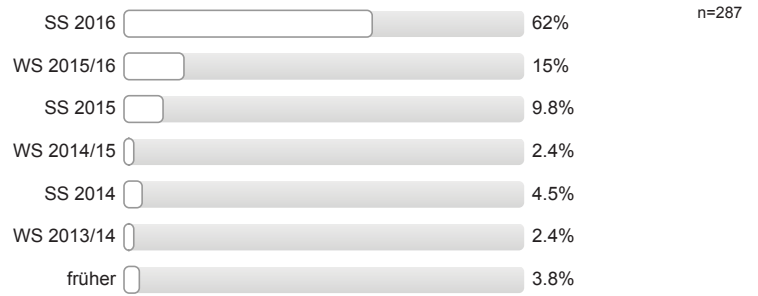 SS 2016 62% n=287
WS 2015/16 15%
SS 2015 9.8%
WS 2014/15 2.4%
SS 2014 4.5%
WS 2013/14 2.4%
früher 3.8%